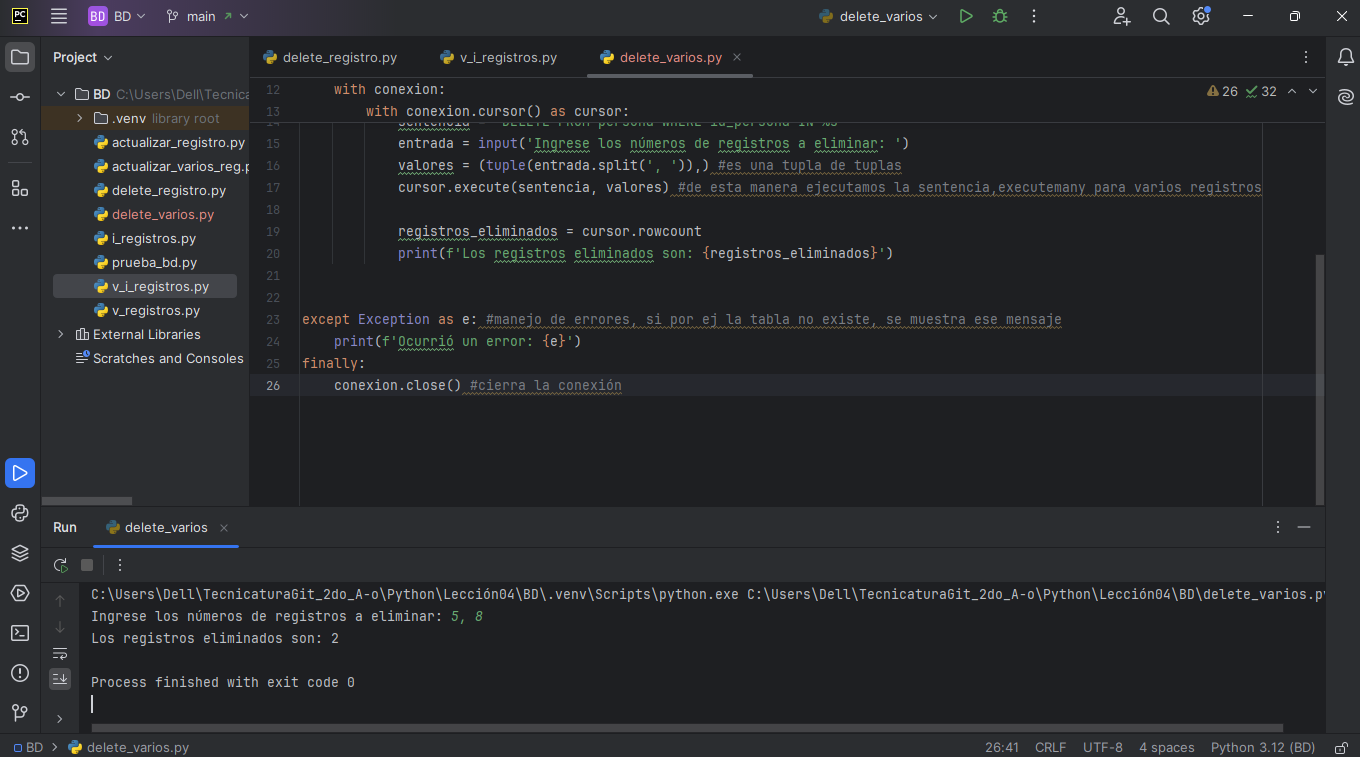 PC BD BD main delete_varios
Project
BD C:\Users\Dell\Tecnica
.venv library root
actualizar_registro.py
actualizar_varios_reg.p
delete_registro.py
delete_varios.py
i_registros.py
prueba_bd.py
v_i_registros.py
v_registros.py
External Libraries
Scratches and Consoles
delete_registro.py v_i_registros.py delete_varios.py
26 32
12 with conexion:
13 with conexion.cursor() as cursor:
sentencia = 'DELETE FROM persona WHERE id_persona IN %s'
15 entrada = input('Ingrese los números de registros a eliminar: ')
16 valores = (tuple(entrada.split(', ')),) #es una tupla de tuplas
17 cursor.execute(sentencia, valores) #de esta manera ejecutamos la sentencia,executemany para varios registros
18
19 registros_eliminados = cursor.rowcount
20 print(f'Los registros eliminados son: {registros_eliminados}')
21
22
23 except Exception as e: #manejo de errores, si por ej la tabla no existe, se muestra ese mensaje
24 print(f'Ocurrió un error: {e}')
25 finally:
26 conexion.close() #cierra la conexión
Run delete_varios
C:\Users\Dell\TecnicaturaGit_2do_A-o\Python\Lección04\BD\.venv\Scripts\python.exe C:\Users\Dell\TecnicaturaGit_2do_A-o\Python\Lección04\BD\delete_varios.py
Ingrese los números de registros a eliminar: 5, 8
Los registros eliminados son: 2
Process finished with exit code 0
BD delete_varios.py 26:41 CRLF UTF-8 4 spaces Python 3.12 (BD)